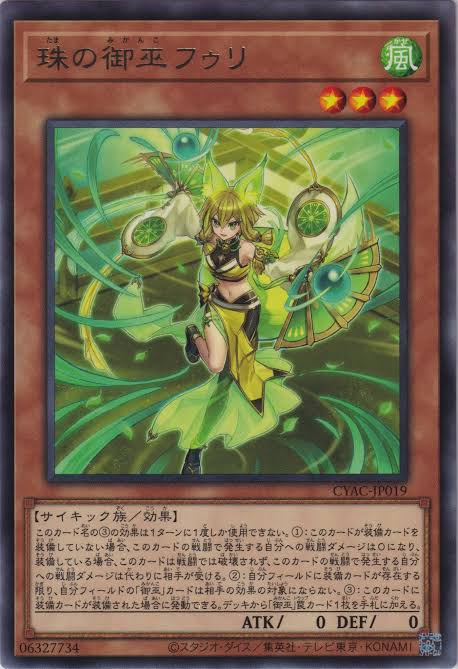 珠の御巫フゥリ
風
CYAC-JP019
【サイキック族/効果】
このカード名の③の効果は1ターンに1度しか使用できない。①:このカードが装備カードを
装備していない場合、このカードの戦闘で発生する自分への戦闘ダメージは0になり、
装備している場合、このカードは戦闘では破壊されず、このカードの戦闘で発生する自分
への戦闘ダメージは代わりに相手が受ける。②:自分フィールドに装備カードが存在する
限り、自分フィールドの「御巫」カードは相手の効果の対象にならない。③:このカードに
装備カードが装備された場合に発動できる。デッキから「御巫」罠カード1枚を手札に加える。
ATK/ 0 DEF/ 0
06327734 ©スタジオ・ダイス/集英社・テレビ東京・KONAMI